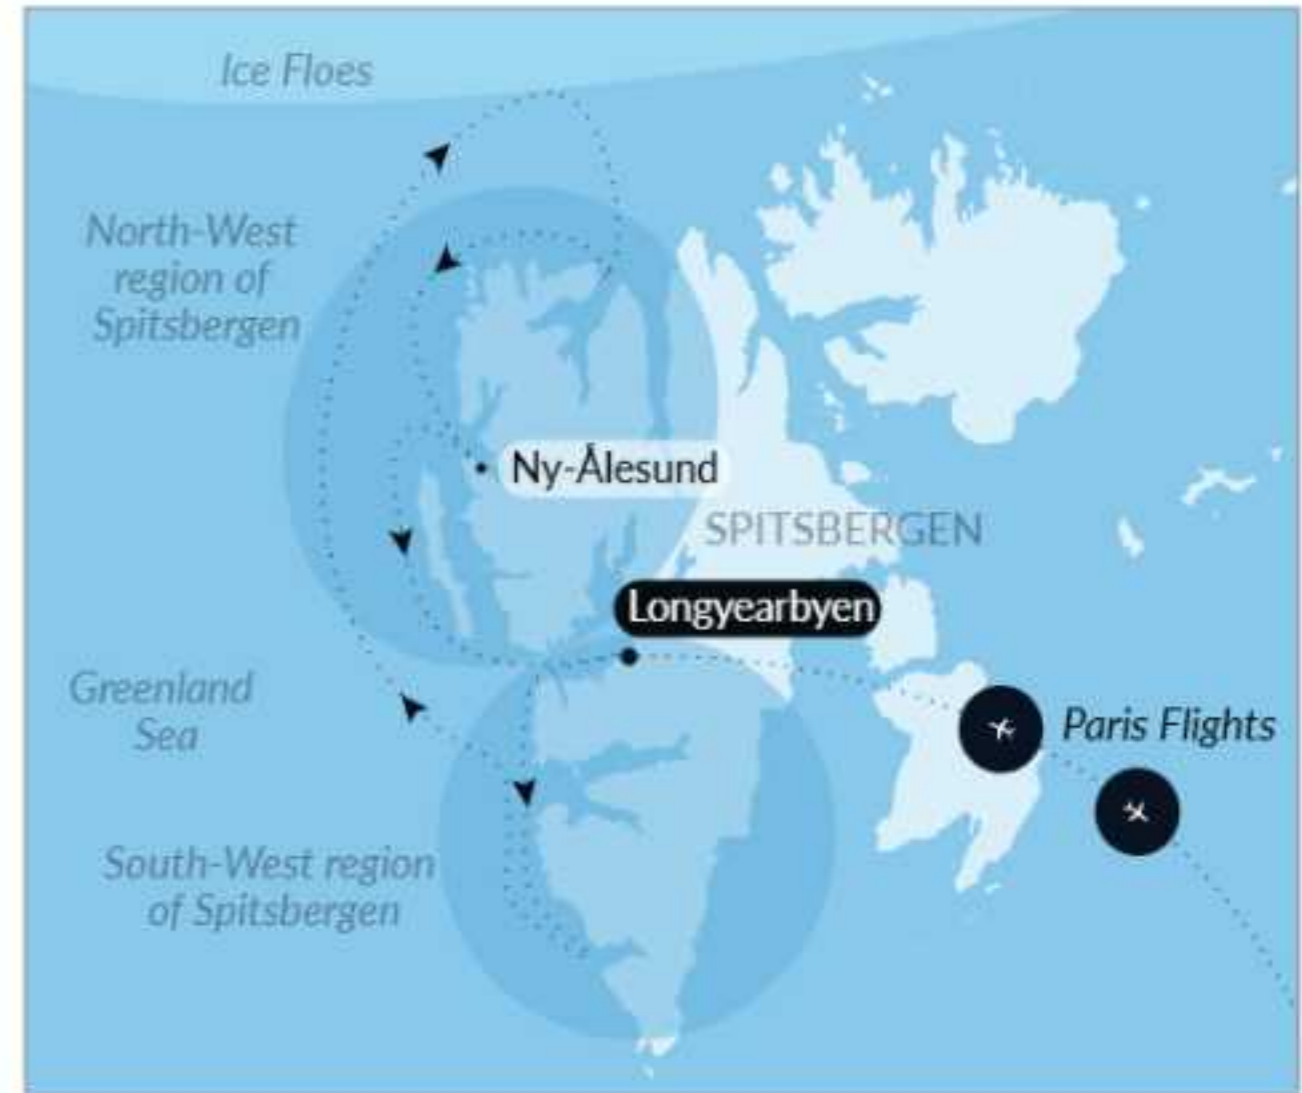 Ice Floes
North-West
region of
Spitsbergen
Ny-Ålesund
SPITSBERGEN
Longyearbyen
Greenland
Sea
Paris Flights
South-West region
of Spitsbergen